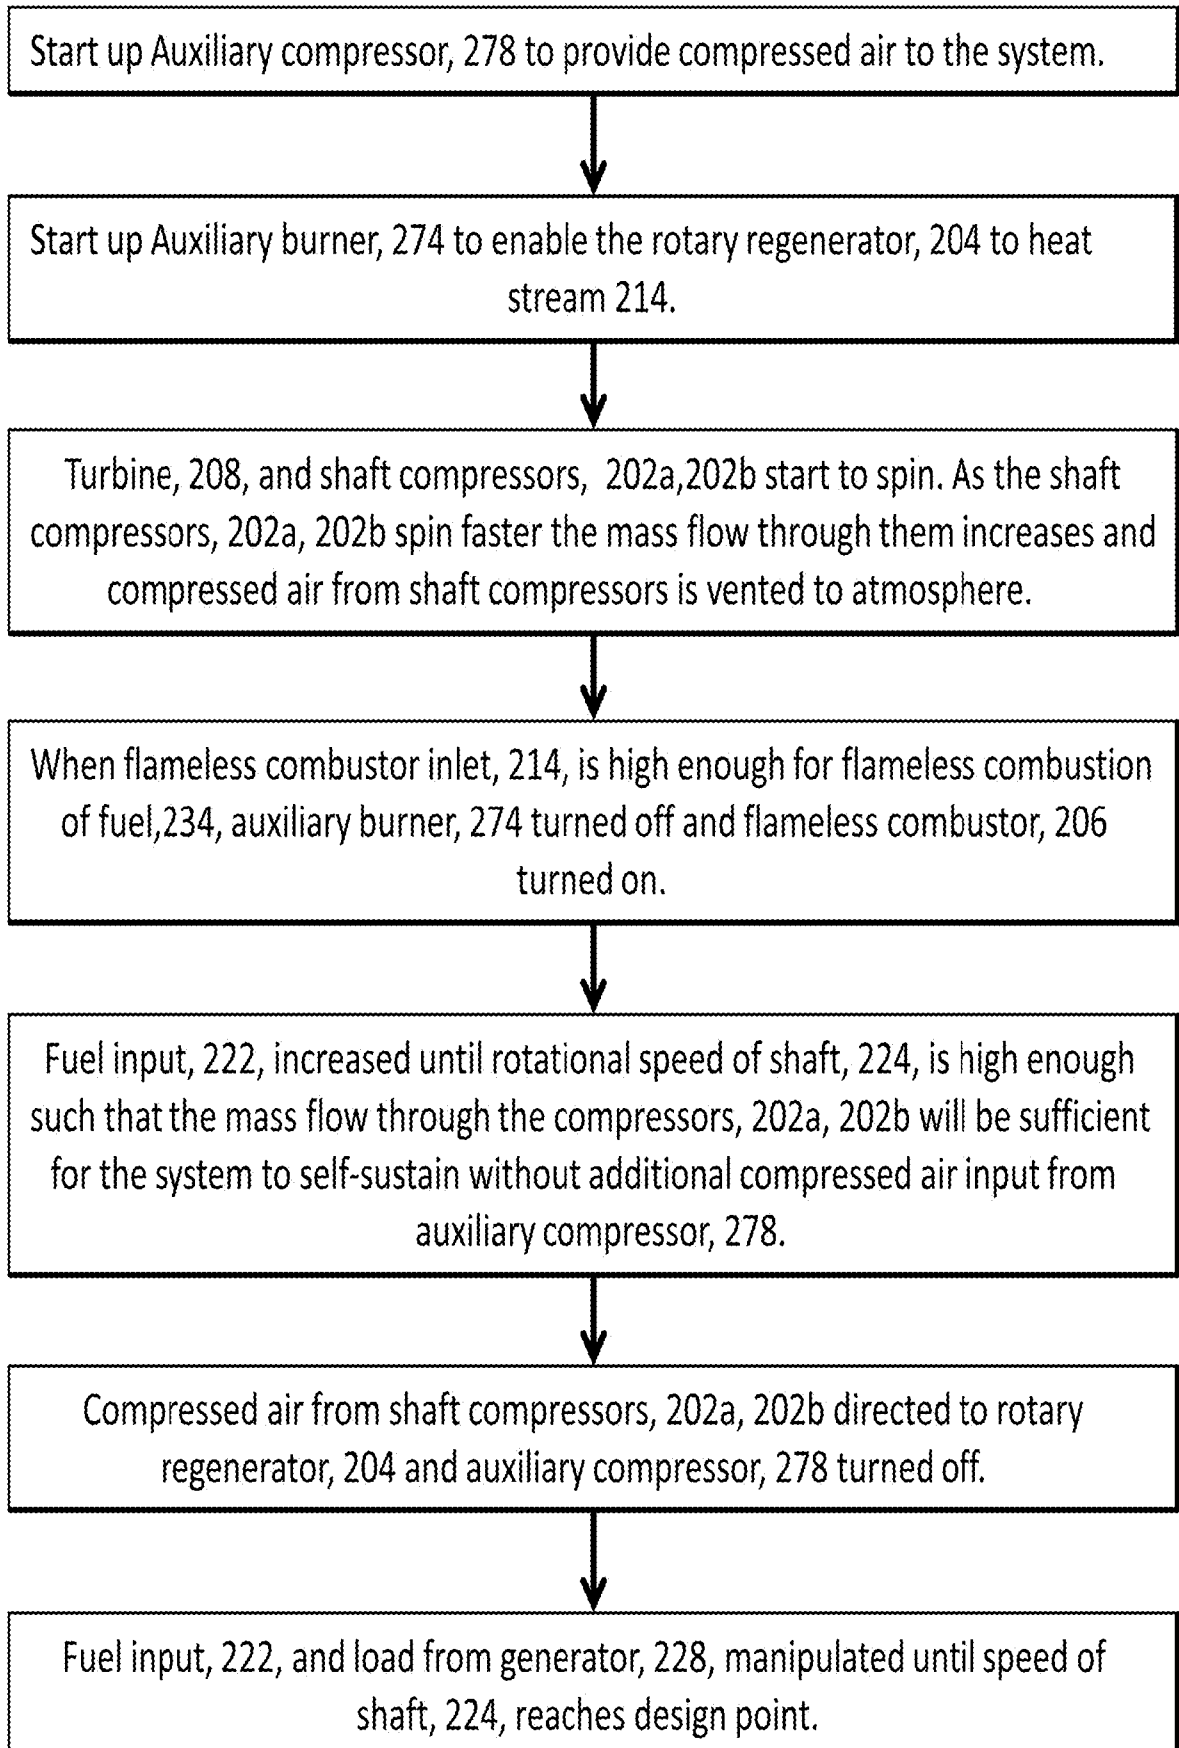 Start up Auxiliary compressor, 278 to provide compressed air to the system.
Start up Auxiliary burner, 274 to enable the rotary regenerator, 204 to heat
stream 214.
Turbine, 208, and shaft compressors, 202a,202b start to spin. As the shaft
compressors, 202a, 202b spin faster the mass flow through them increases and
compressed air from shaft compressors is vented to atmosphere.
When flameless combustor inlet, 214, is high enough for flameless combustion
of fuel,234, auxiliary burner, 274 turned off and flameless combustor, 206
turned on.
Fuel input, 222, increased until rotational speed of shaft, 224, is high enough
such that the mass flow through the compressors, 202a, 202b will be sufficient
for the system to self-sustain without additional compressed air input from
auxiliary compressor, 278.
Compressed air from shaft compressors, 202a, 202b directed to rotary
regenerator, 204 and auxiliary compressor, 278 turned off.
Fuel input, 222, and load from generator, 228, manipulated until speed of
shaft, 224, reaches design point.